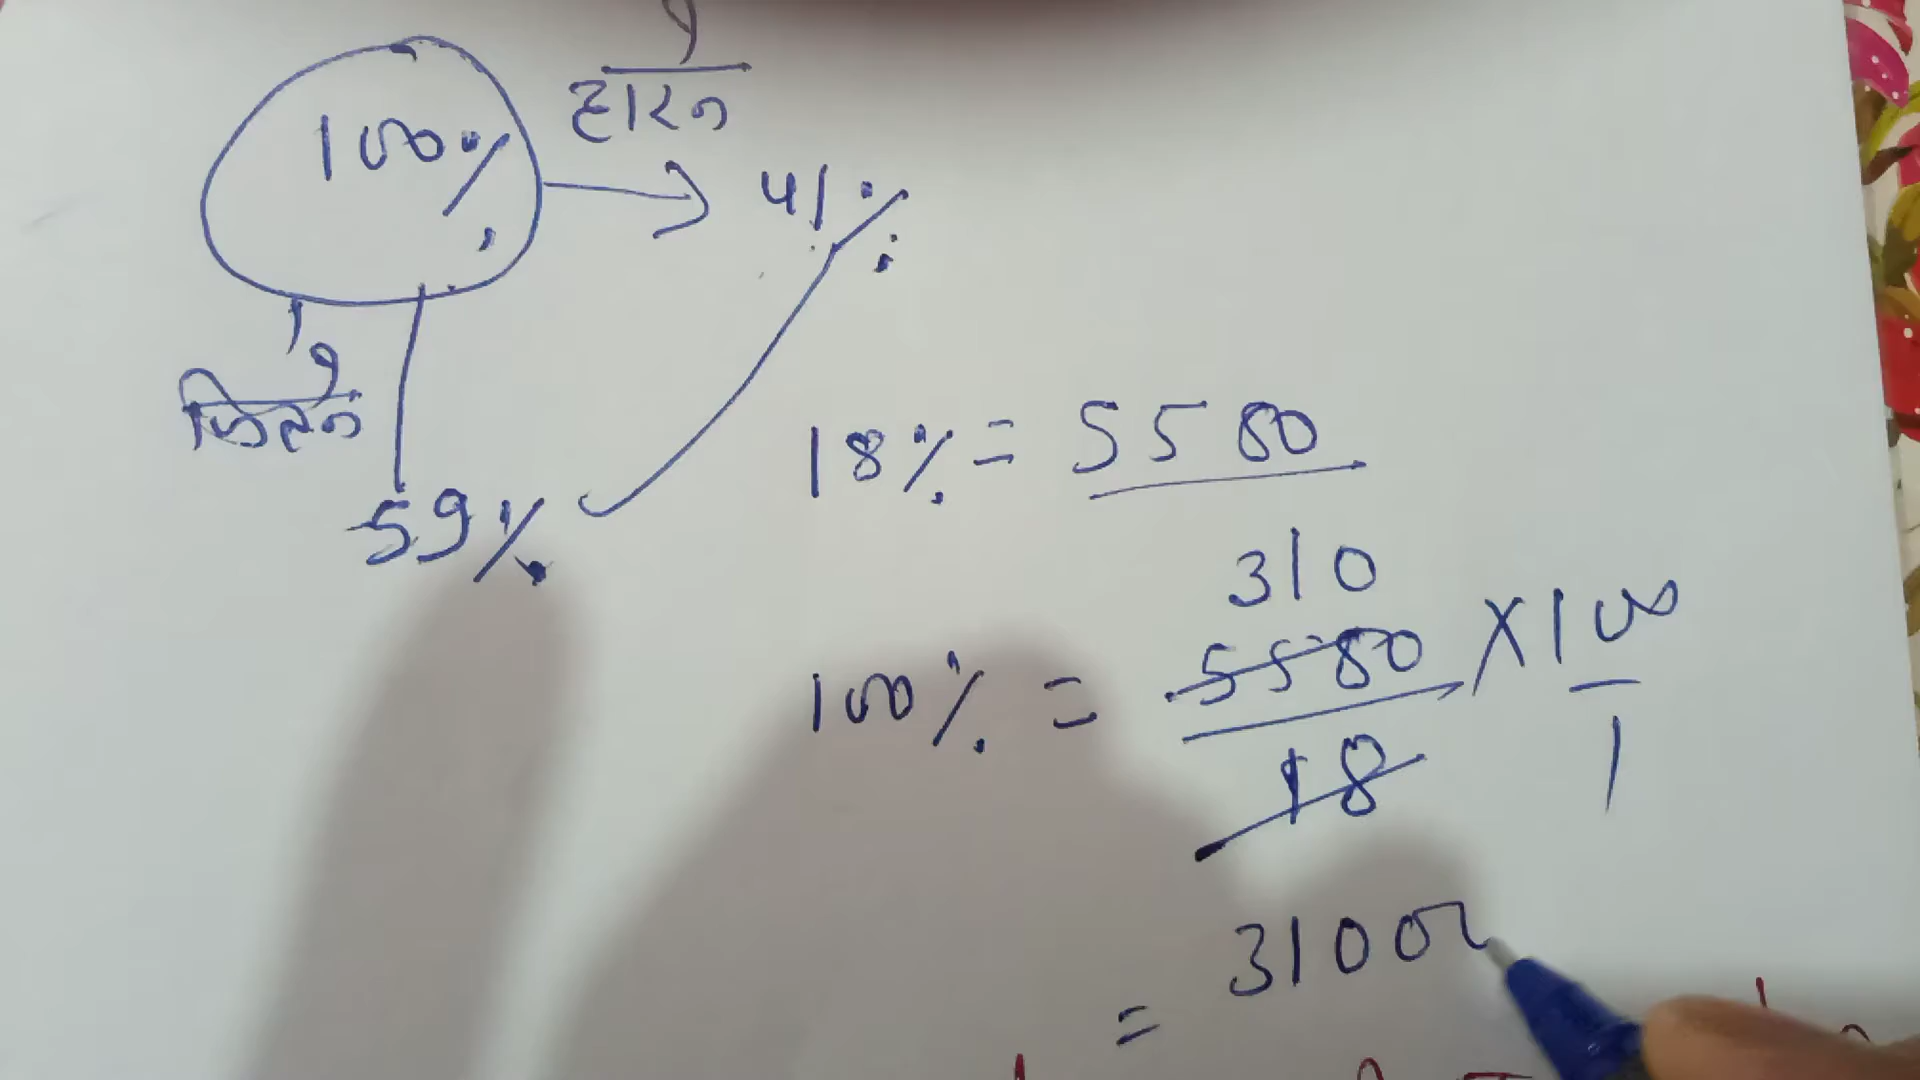 हारने
100%
41%
जितने
59%
18% = 5580
310
100% = 5580 × 100
18 1
= 3100